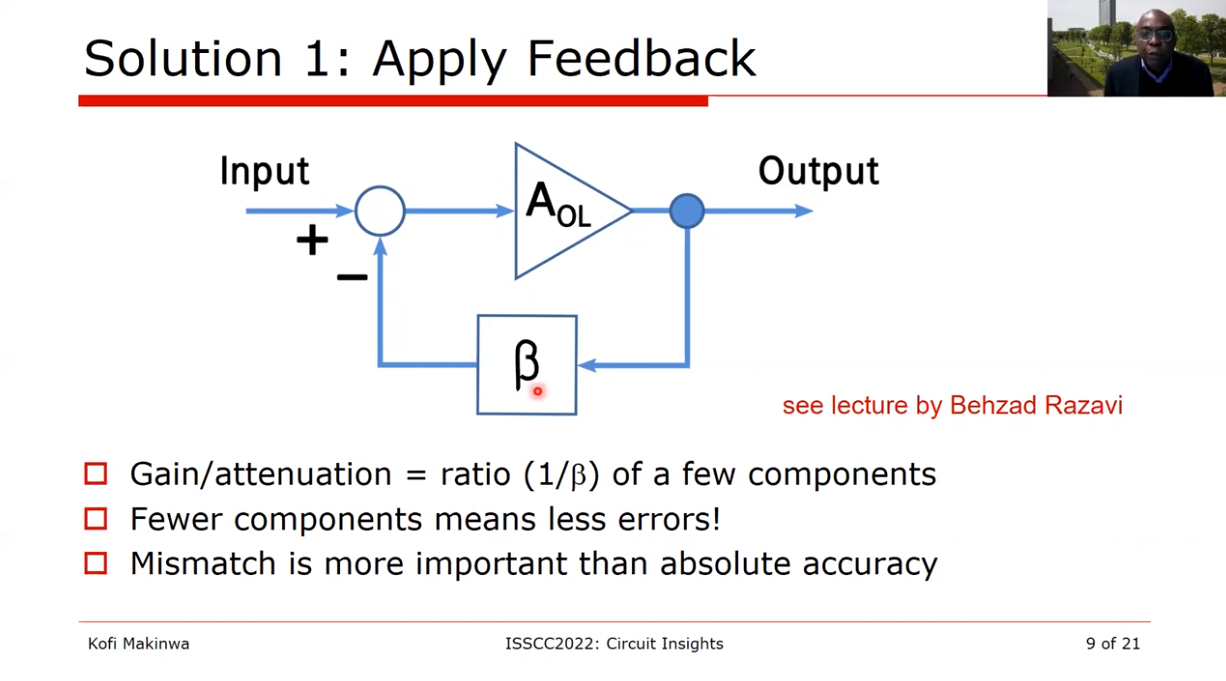 Solution 1: Apply Feedback
Input
A_OL
Output
+
−
β
see lecture by Behzad Razavi
Gain/attenuation = ratio (1/β) of a few components
Fewer components means less errors!
Mismatch is more important than absolute accuracy
Kofi Makinwa
ISSCC2022: Circuit Insights
9 of 21